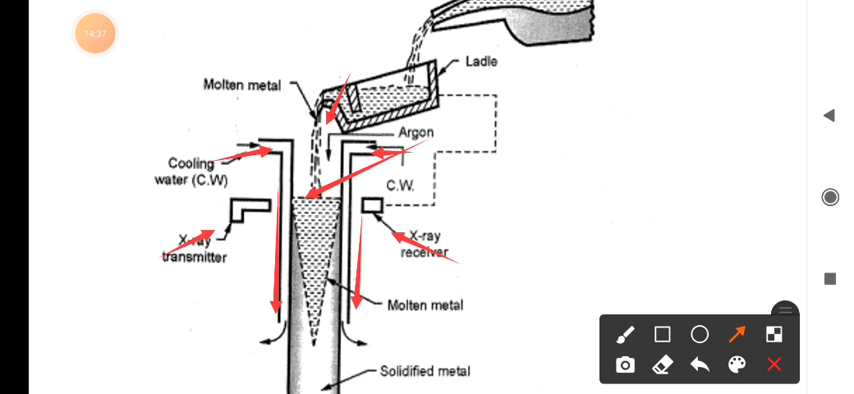 14:37
Ladle
Molten metal
Argon
Cooling
water (C.W)
C.W.
X-ray
transmitter
X-ray
receiver
Molten metal
Solidified metal